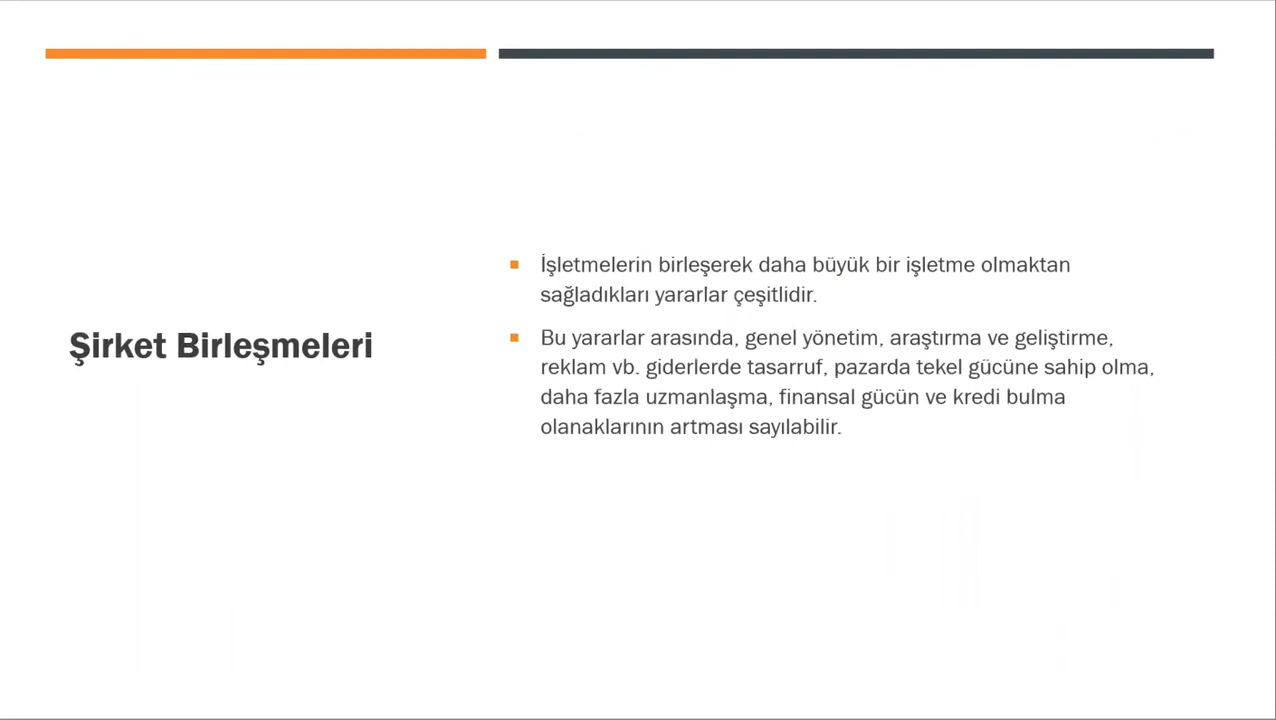 Şirket Birleşmeleri
İşletmelerin birleşerek daha büyük bir işletme olmaktan
sağladıkları yararlar çeşitlidir.
Bu yararlar arasında, genel yönetim, araştırma ve geliştirme,
reklam vb. giderlerde tasarruf, pazarda tekel gücüne sahip olma,
daha fazla uzmanlaşma, finansal gücün ve kredi bulma
olanaklarının artması sayılabilir.